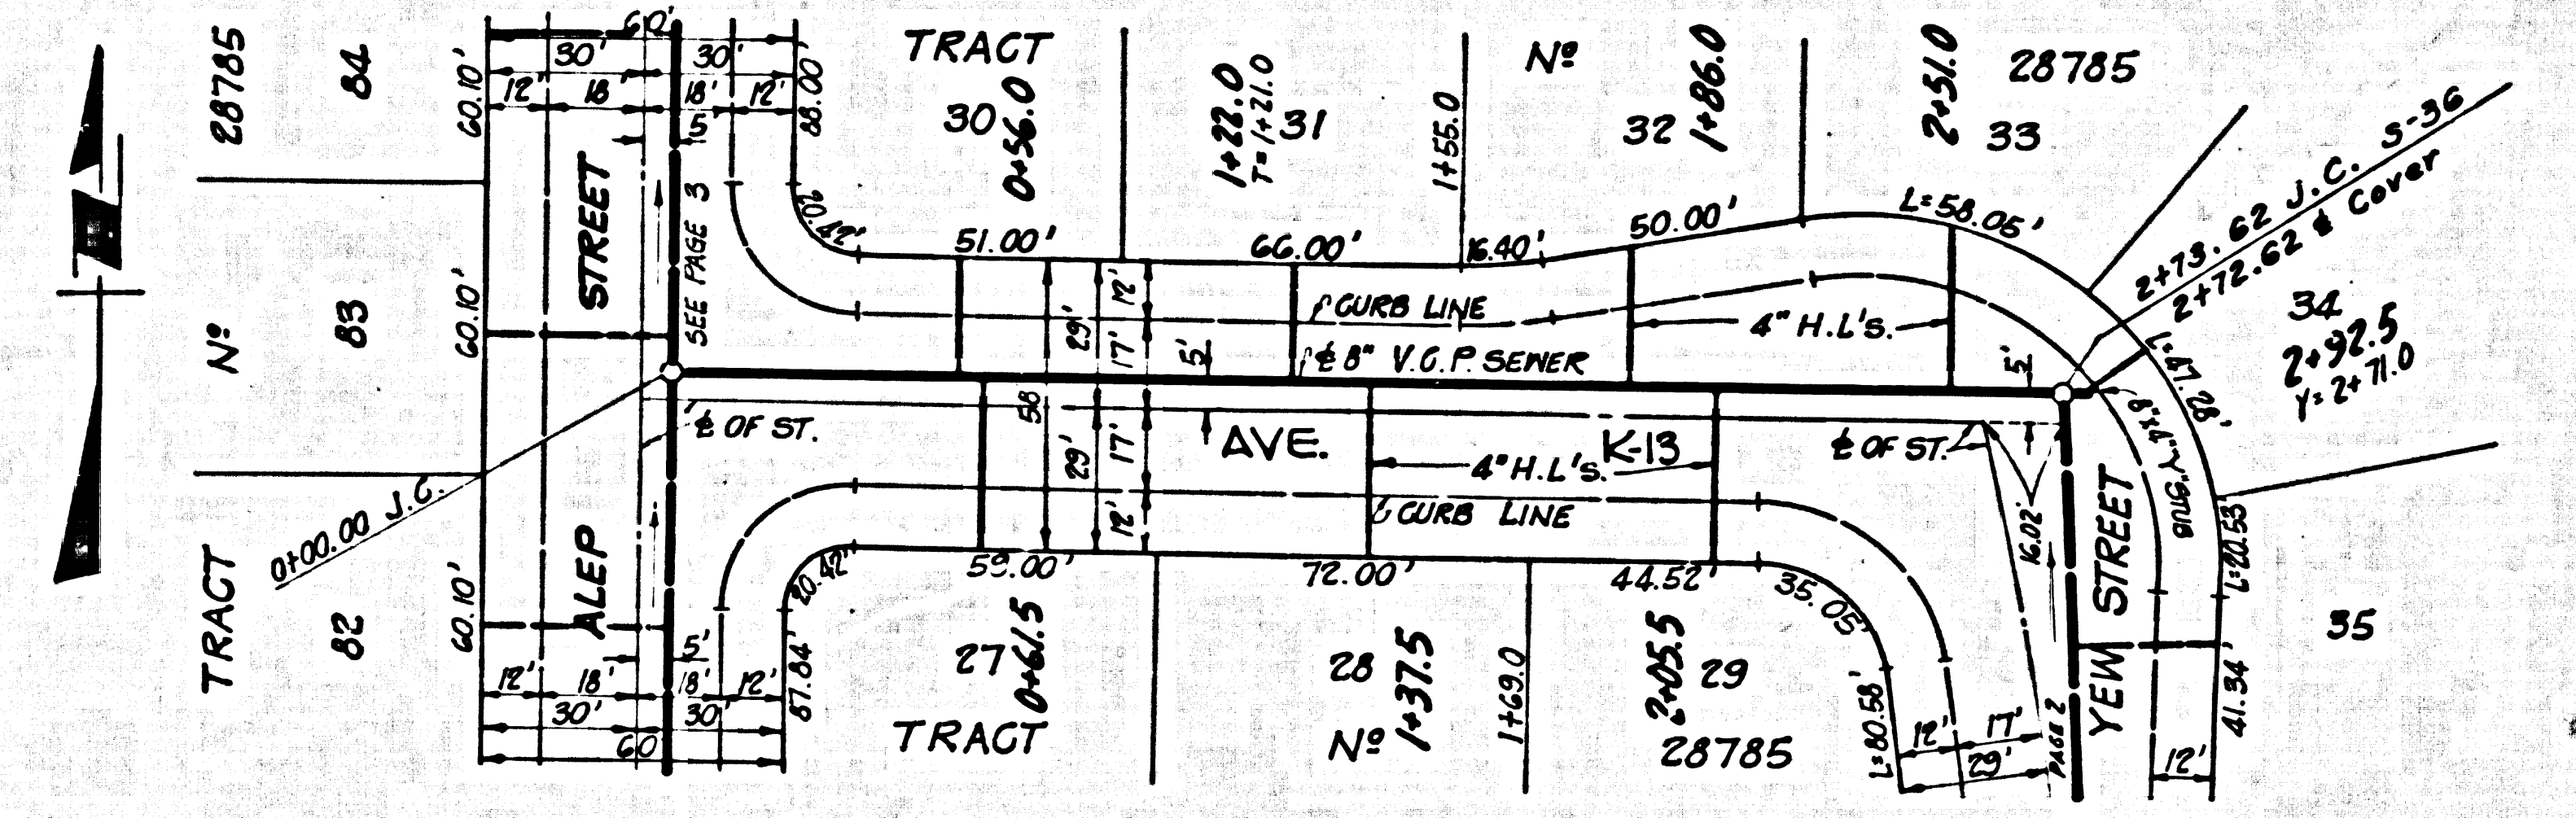 28785
84
Nº
83
TRACT
82
60.10'
60.10'
60.10'
60'
30'
30'
12'
18'
18'
12'
5'
88.00'
20.42'
STREET
SEE PAGE 3
0+00.00 J.C.
ALEP
12'
18'
5'
18'
12'
30'
30'
60'
87.84'
20.42'
TRACT
30
0+56.0
1+22.0
T=1+21.0
31
1+55.0
Nº
32
1+86.0
2+51.0
33
28785
51.00'
66.00'
16.40'
50.00'
L=58.05'
2+73.62 J.C. S-36
2+72.62 ℄ Cover
34
2+92.5
Y=2+71.0
L=47.28'
CURB LINE
4" H.L'S.
℄ 8" V.C.P. SEWER
29'
17'
12'
5'
5'
58
℄ OF ST.
AVE.
K-13
4" H.L'S.
℄ OF ST.
29'
17'
12'
CURB LINE
16.02'
8"x4"Y
STREET
YEW
PAGE 2
L=20.53'
35
41.34'
59.00'
72.00'
44.52'
35.05'
27
0+61.5
TRACT
28
Nº
1+37.5
1+69.0
2+05.5
29
28785
L=80.58'
12'
17'
29'
12'